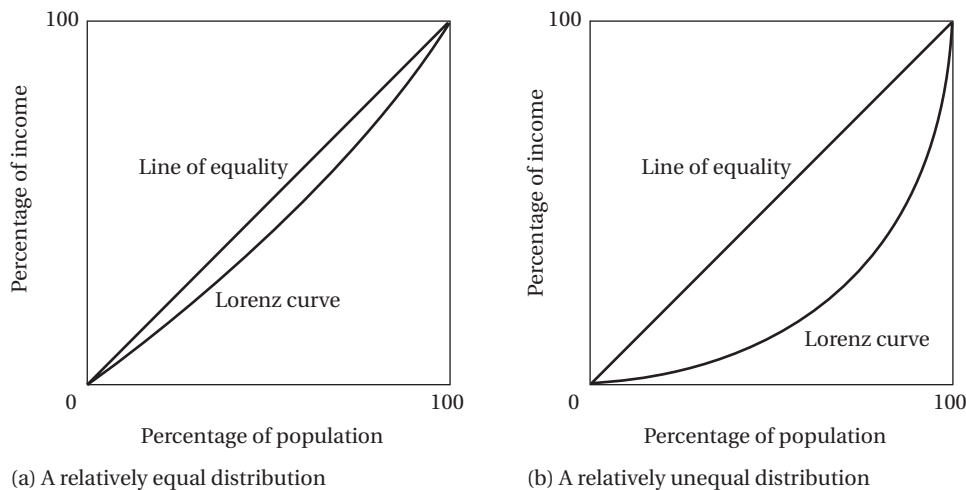 100
Percentage of income
Line of equality
Lorenz curve
0
100
Percentage of population
(a) A relatively equal distribution
100
Percentage of income
Line of equality
Lorenz curve
0
100
Percentage of population
(b) A relatively unequal distribution